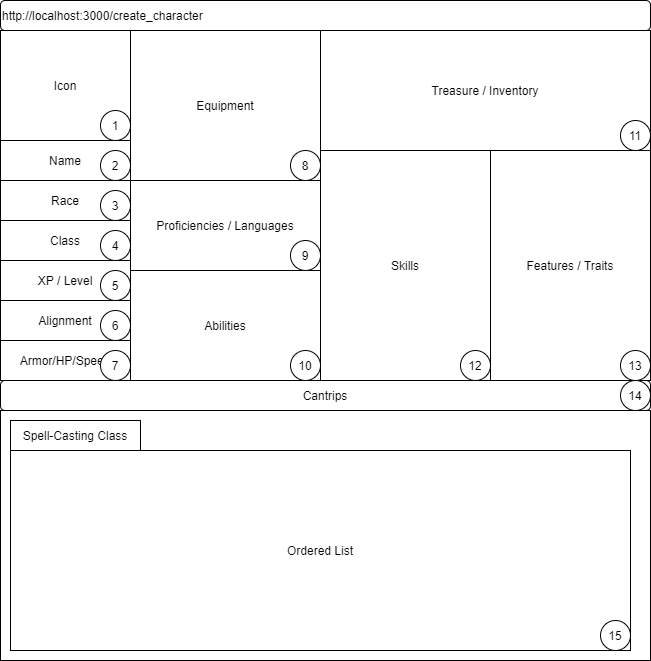 http://localhost:3000/create_character
Icon
1
Name
2
Race
3
Class
4
XP / Level
5
Alignment
6
Armor/HP/Spee
7
Equipment
8
Proficiencies / Languages
9
Abilities
10
Treasure / Inventory
11
Skills
12
Features / Traits
13
Cantrips
14
Spell-Casting Class
Ordered List
15